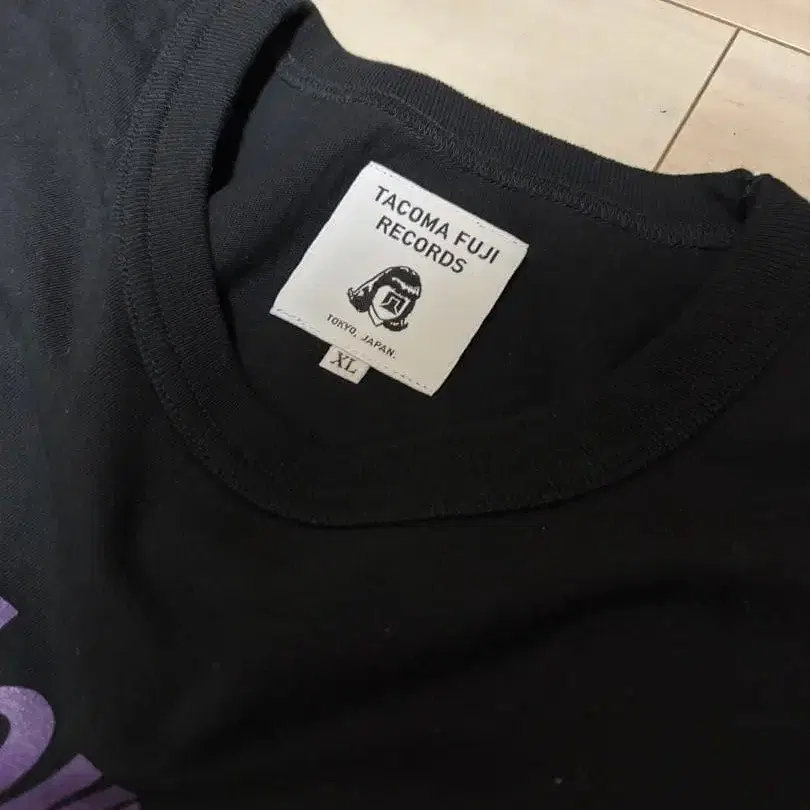 TACOMA FUJI
RECORDS
TOKYO, JAPAN.
XL